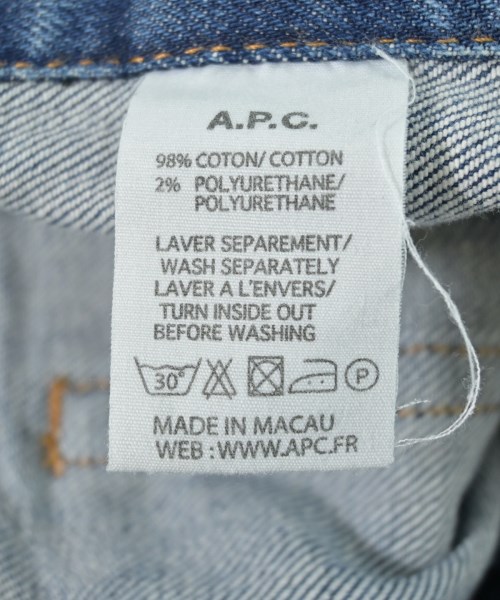 A.P.C.
98% COTON/ COTTON
2% POLYURETHANE/
POLYURETHANE
LAVER SEPAREMENT/
WASH SEPARATELY
LAVER A L'ENVERS/
TURN INSIDE OUT
BEFORE WASHING
30° P
MADE IN MACAU
WEB : WWW.APC.FR